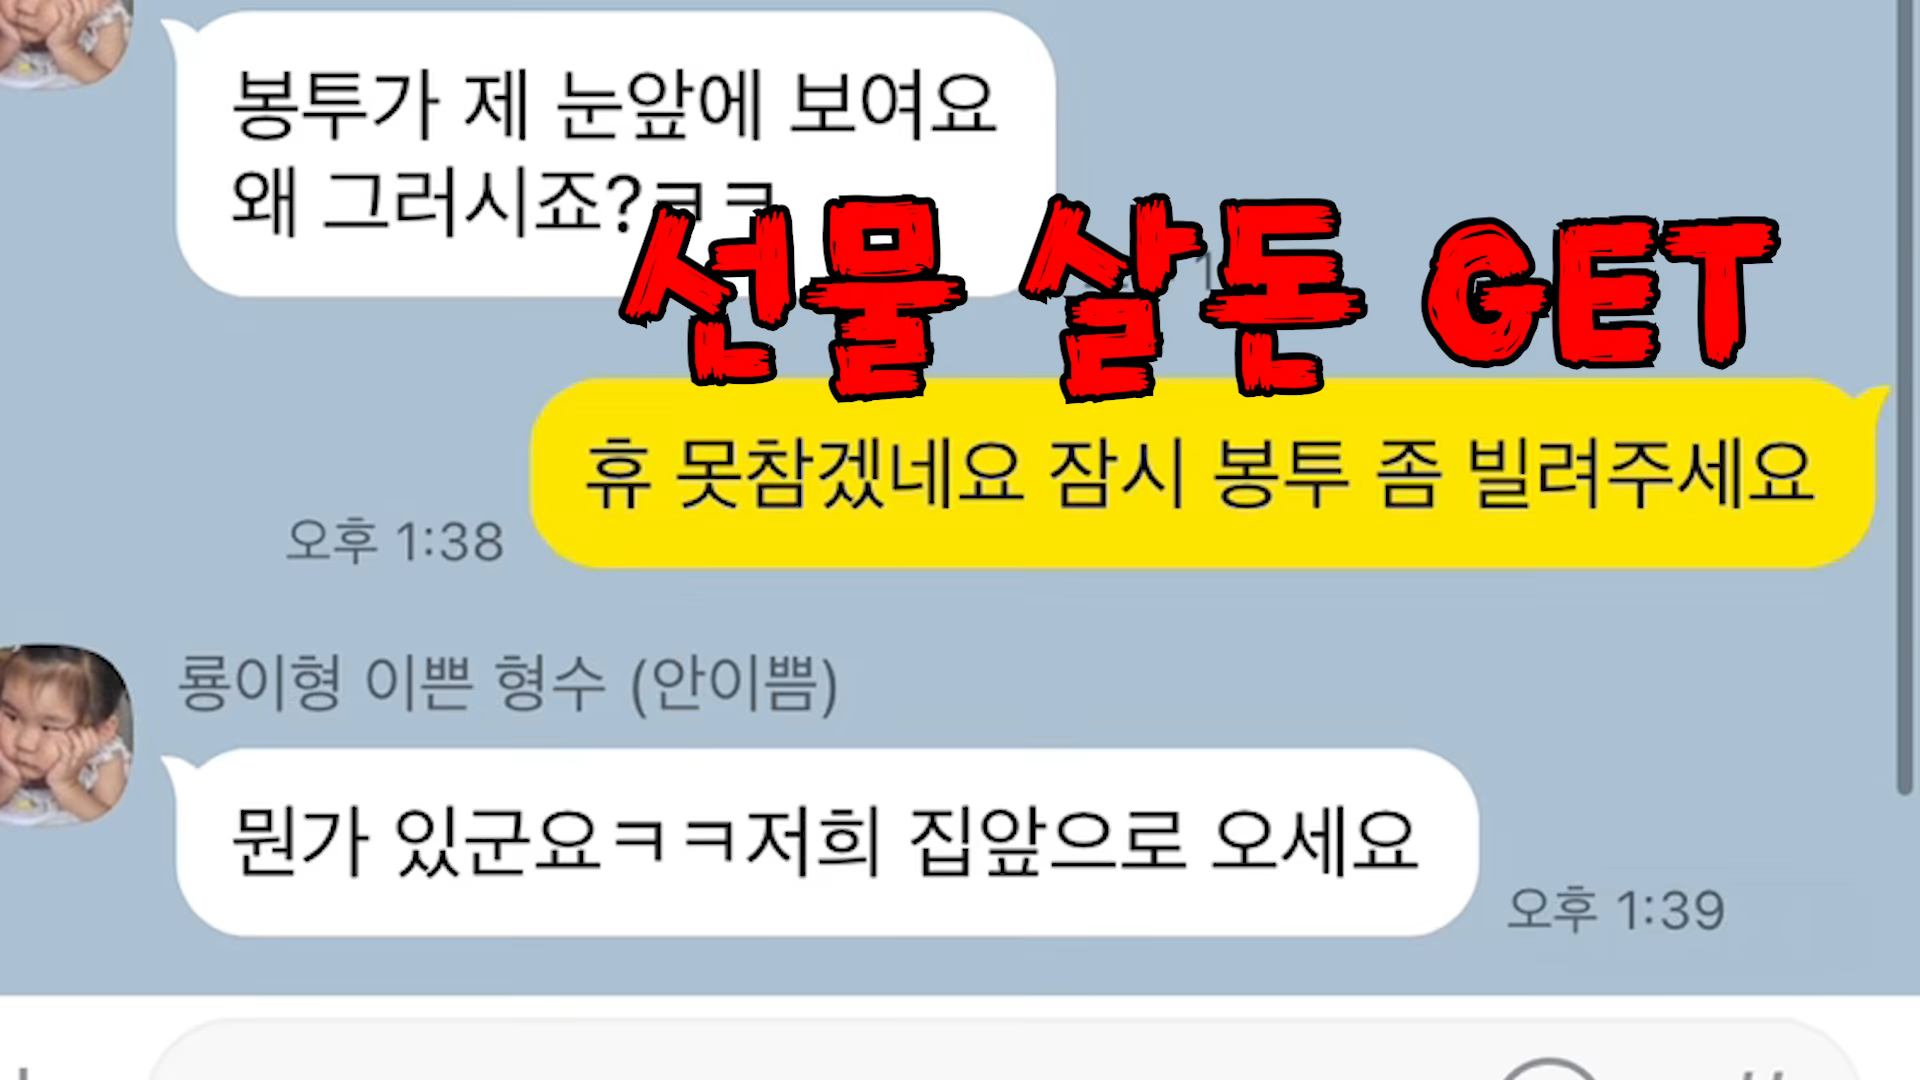 봉투가 제 눈앞에 보여요
왜 그러시죠?ㅋㅋ
선물 살돈 GET
휴 못참겠네요 잠시 봉투 좀 빌려주세요
오후 1:38
룡이형 이쁜 형수 (안이쁨)
뭔가 있군요ㅋㅋ저희 집앞으로 오세요
오후 1:39